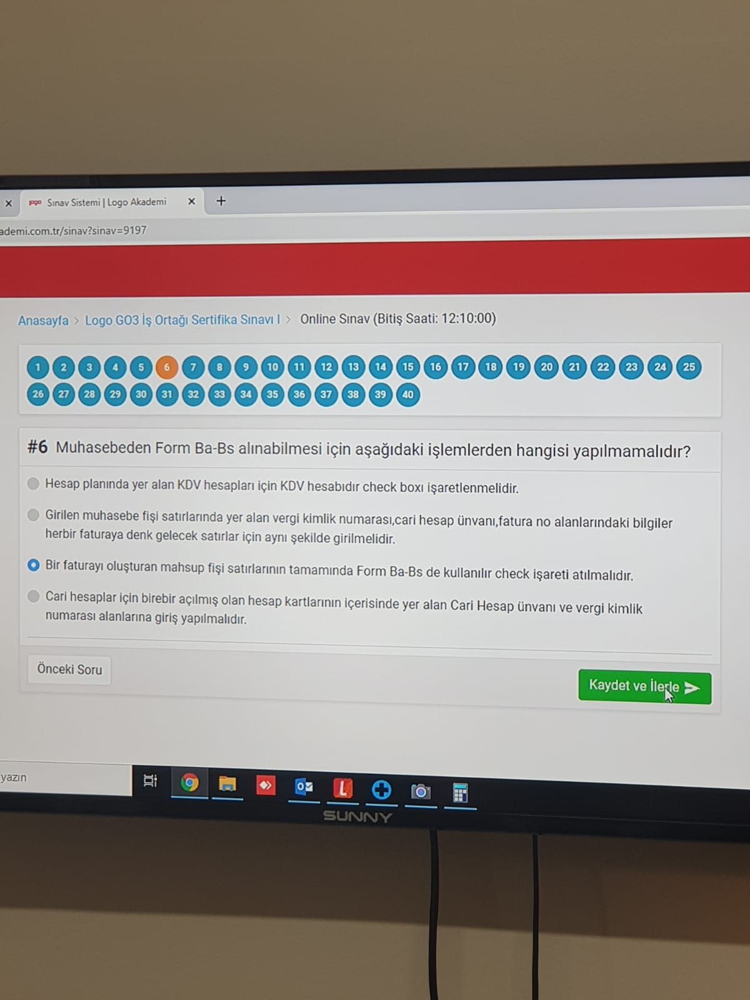 Sınav Sistemi | Logo Akademi
ademi.com.tr/sinav?sinav=9197
Anasayfa > Logo GO3 İş Ortağı Sertifika Sınavı I > Online Sınav (Bitiş Saati: 12:10:00)
1 2 3 4 5 6 7 8 9 10 11 12 13 14 15 16 17 18 19 20 21 22 23 24 25
26 27 28 29 30 31 32 33 34 35 36 37 38 39 40
#6 Muhasebeden Form Ba-Bs alınabilmesi için aşağıdaki işlemlerden hangisi yapılmamalıdır?
Hesap planında yer alan KDV hesapları için KDV hesabıdır check boxı işaretlenmelidir.
Girilen muhasebe fişi satırlarında yer alan vergi kimlik numarası,cari hesap ünvanı,fatura no alanlarındaki bilgiler
herbir faturaya denk gelecek satırlar için aynı şekilde girilmelidir.
Bir faturayı oluşturan mahsup fişi satırlarının tamamında Form Ba-Bs de kullanılır check işareti atılmalıdır.
Cari hesaplar için birebir açılmış olan hesap kartlarının içerisinde yer alan Cari Hesap ünvanı ve vergi kimlik
numarası alanlarına giriş yapılmalıdır.
Önceki Soru
Kaydet ve İlerle
yazın
SUNNY